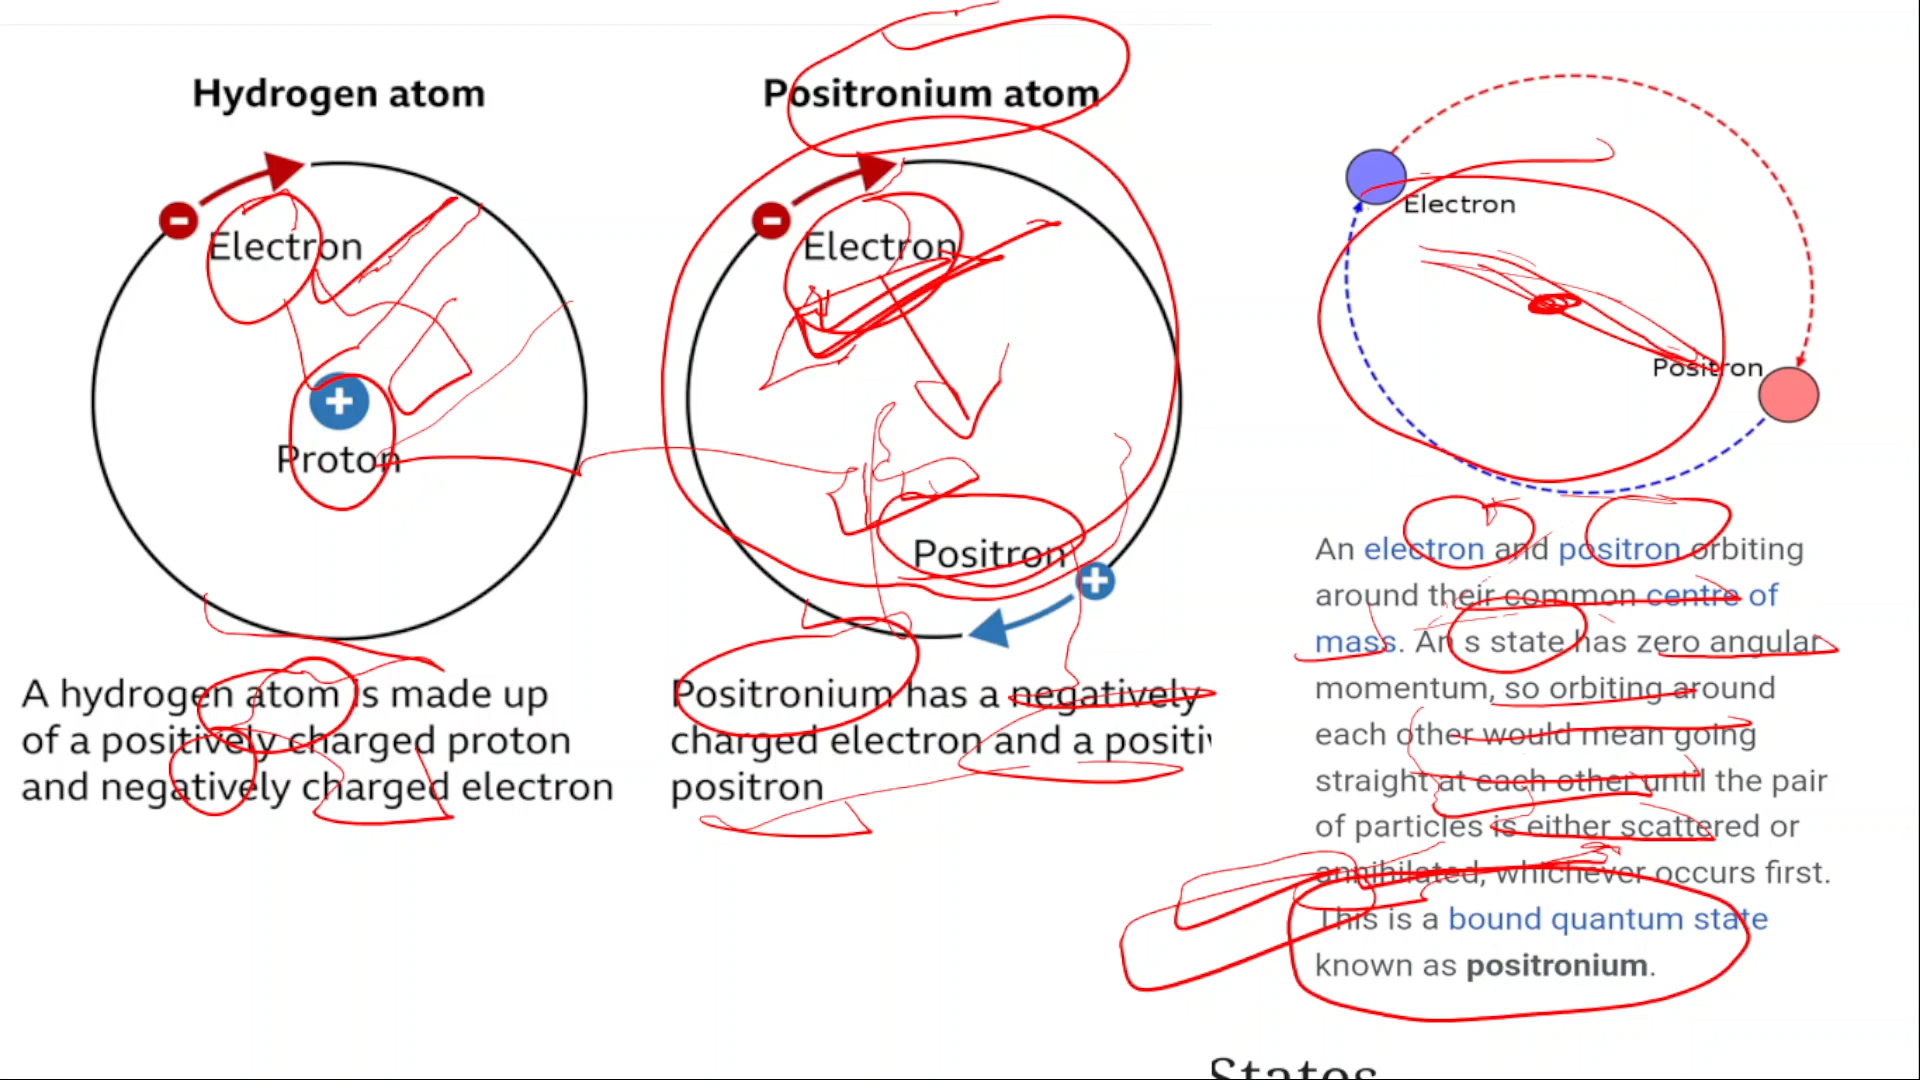 Hydrogen atom
Electron
Proton
A hydrogen atom is made up
of a positively charged proton
and negatively charged electron
Positronium atom
Electron
Positron
Positronium has a negatively
charged electron and a positiv
positron
Electron
Positron
An electron and positron orbiting
around their common centre of
mass. An s state has zero angular
momentum, so orbiting around
each other would mean going
straight at each other until the pair
of particles is either scattered or
annihilated, whichever occurs first.
This is a bound quantum state
known as positronium.
States